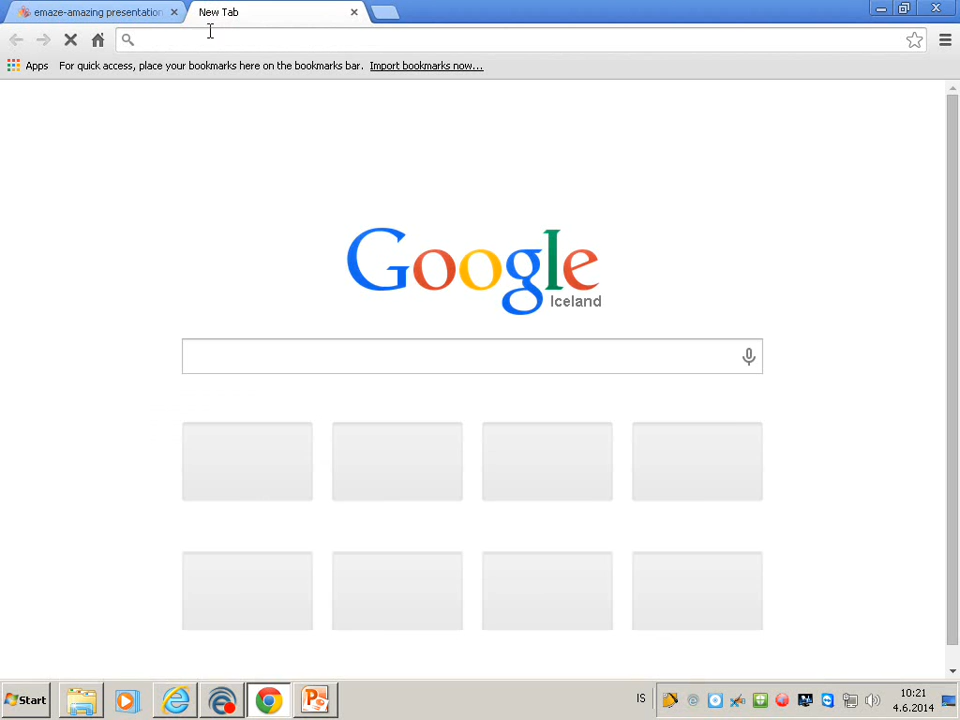 emaze-amazing presentation
New Tab
Apps
For quick access, place your bookmarks here on the bookmarks bar. Import bookmarks now...
Google
Iceland
Start
IS
10:21
4.6.2014